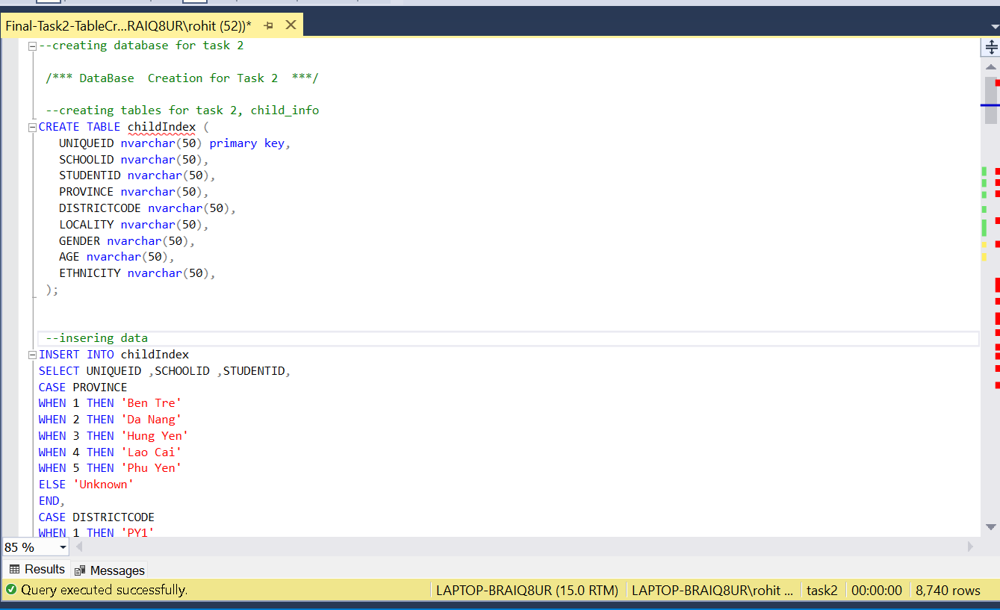 Final-Task2-TableCr...RAIQ8UR\rohit (52))*
--creating database for task 2
/*** DataBase  Creation for Task 2  ***/
--creating tables for task 2, child_info
CREATE TABLE childIndex (
UNIQUEID nvarchar(50) primary key,
SCHOOLID nvarchar(50),
STUDENTID nvarchar(50),
PROVINCE nvarchar(50),
DISTRICTCODE nvarchar(50),
LOCALITY nvarchar(50),
GENDER nvarchar(50),
AGE nvarchar(50),
ETHNICITY nvarchar(50),
);
--insering data
INSERT INTO childIndex
SELECT UNIQUEID ,SCHOOLID ,STUDENTID,
CASE PROVINCE
WHEN 1 THEN 'Ben Tre'
WHEN 2 THEN 'Da Nang'
WHEN 3 THEN 'Hung Yen'
WHEN 4 THEN 'Lao Cai'
WHEN 5 THEN 'Phu Yen'
ELSE 'Unknown'
END,
CASE DISTRICTCODE
WHEN 1 THEN 'PY1'
85 %
Results Messages
Query executed successfully. LAPTOP-BRAIQ8UR (15.0 RTM) LAPTOP-BRAIQ8UR\rohit ... task2 00:00:00 8,740 rows